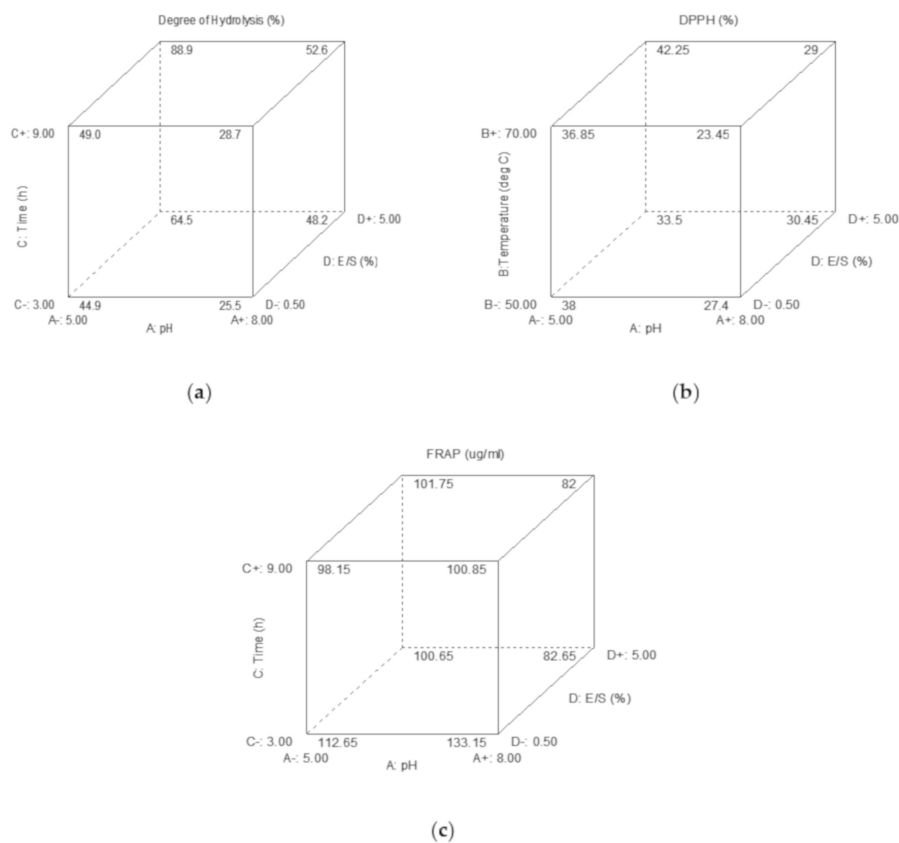 Degree of Hydrolysis (%)
88.9 52.6
C+: 9.00 49.0 28.7
C: Time (h)
64.5 48.2 D+: 5.00
D: E/S (%)
C-: 3.00 44.9 25.5 D-: 0.50
A-: 5.00 A: pH A+: 8.00
(a)
DPPH (%)
42.25 29
B+: 70.00 36.85 23.45
B:Temperature (deg C)
33.5 30.45 D+: 5.00
D: E/S (%)
B-: 50.00 38 27.4 D-: 0.50
A-: 5.00 A: pH A+: 8.00
(b)
FRAP (ug/ml)
101.75 82
C+: 9.00 98.15 100.85
C: Time (h)
100.65 82.65 D+: 5.00
D: E/S (%)
C-: 3.00 112.65 133.15 D-: 0.50
A-: 5.00 A: pH A+: 8.00
(c)